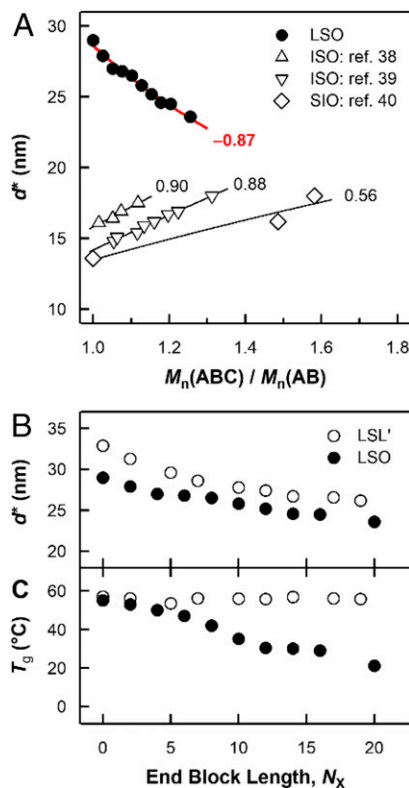 A
30
25
20
15
10
d* (nm)
LSO
ISO: ref. 38
ISO: ref. 39
SIO: ref. 40
–0.87
0.90
0.88
0.56
1.0 1.2 1.4 1.6 1.8
Mn(ABC) / Mn(AB)
B
35
30
25
20
d* (nm)
LSL'
LSO
C
60
40
20
0
Tg (°C)
0 5 10 15 20
End Block Length, NX